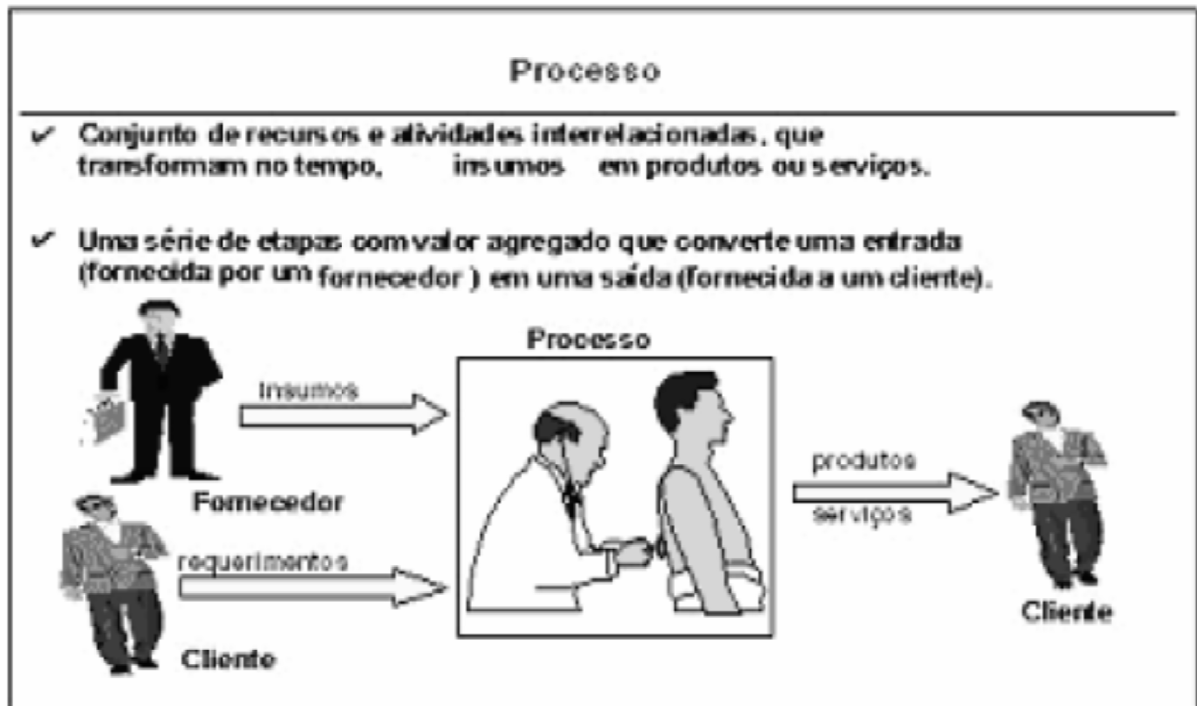 Processo
✔ Conjunto de recursos e atividades interrelacionadas, que
transformam no tempo, insumos em produtos ou serviços.
✔ Uma série de etapas com valor agregado que converte uma entrada
(fornecida por um fornecedor ) em uma saída (fornecida a um cliente).
Processo
insumos
Fornecedor
produtos
serviços
requerimentos
Cliente
Cliente